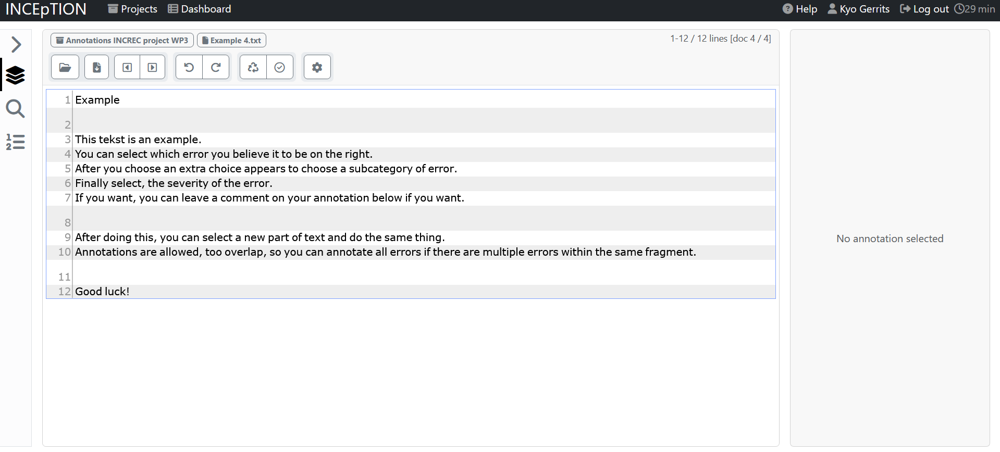 INCEpTION Projects Dashboard Help Kyo Gerrits Log out 29 min
Annotations INCREC project WP3 Example 4.txt 1-12 / 12 lines [doc 4 / 4]
1 Example
2
3 This tekst is an example.
4 You can select which error you believe it to be on the right.
5 After you choose an extra choice appears to choose a subcategory of error.
6 Finally select, the severity of the error.
7 If you want, you can leave a comment on your annotation below if you want.
8
9 After doing this, you can select a new part of text and do the same thing.
10 Annotations are allowed, too overlap, so you can annotate all errors if there are multiple errors within the same fragment.
11
12 Good luck!
No annotation selected